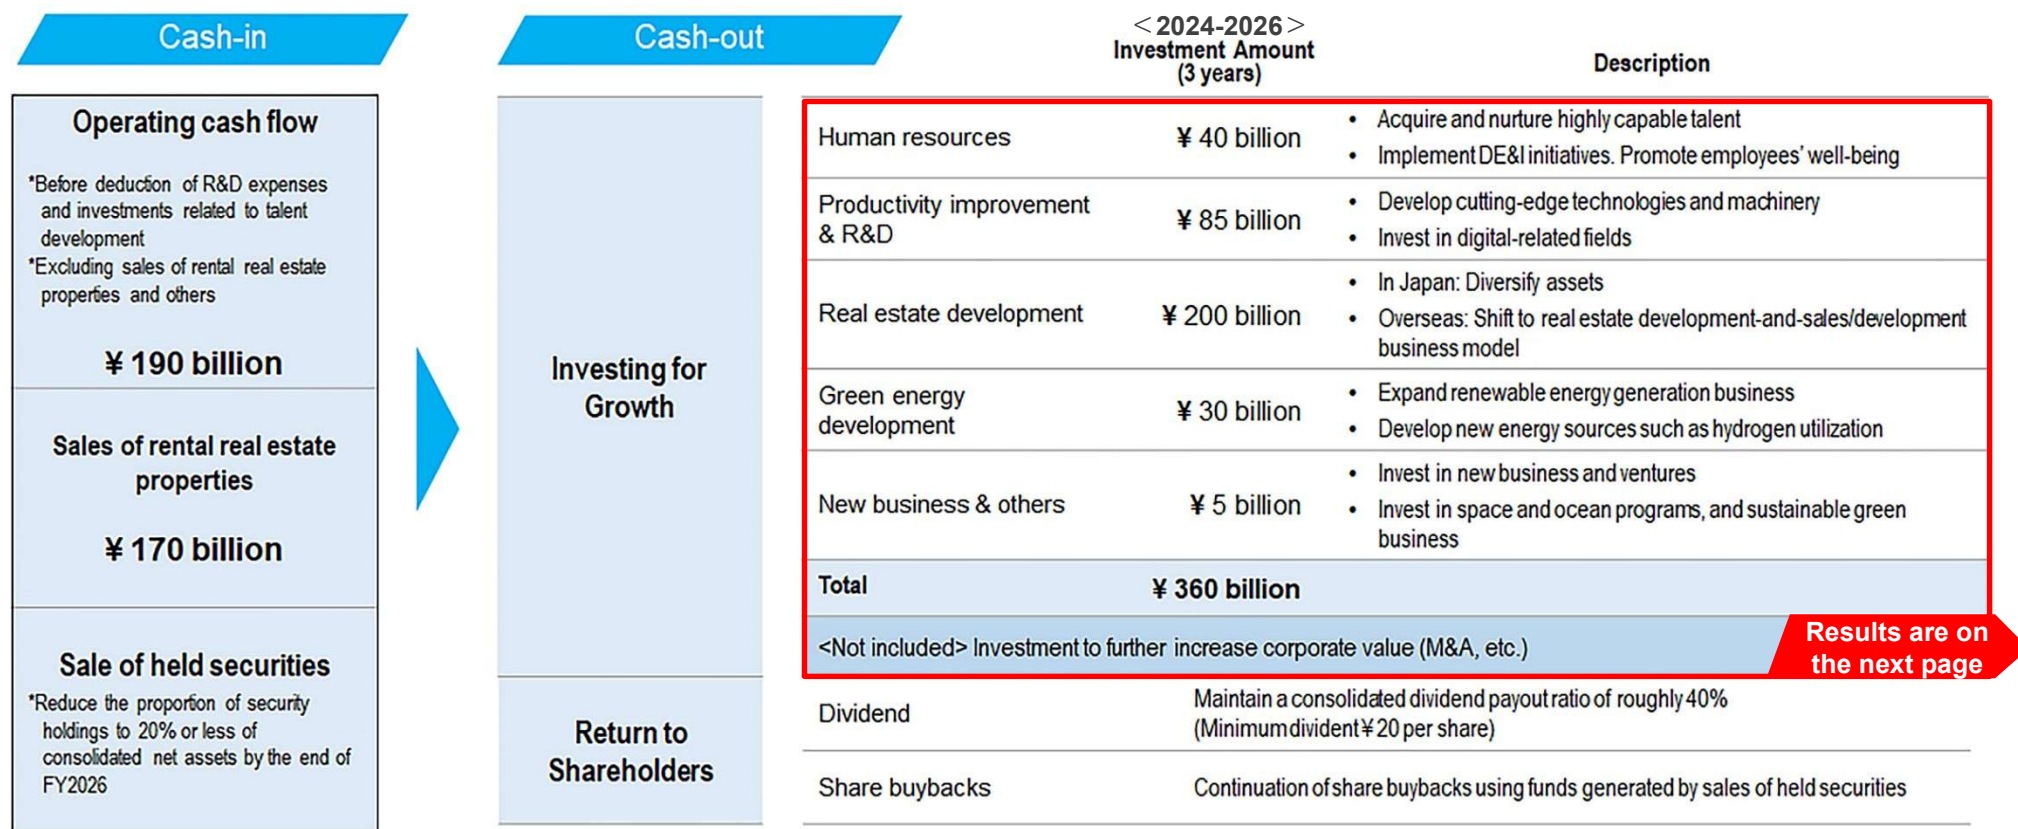 Cash-in
Operating cash flow
*Before deduction of R&D expenses
and investments related to talent
development
*Excluding sales of rental real estate
properties and others
¥ 190 billion
Sales of rental real estate
properties
¥ 170 billion
Sale of held securities
*Reduce the proportion of security
holdings to 20% or less of
consolidated net assets by the end of
FY2026
Cash-out
＜2024-2026＞
Investment Amount
(3 years)
Description
Investing for
Growth
Human resources
¥ 40 billion
• Acquire and nurture highly capable talent
• Implement DE&I initiatives. Promote employees' well-being
Productivity improvement
& R&D
¥ 85 billion
• Develop cutting-edge technologies and machinery
• Invest in digital-related fields
Real estate development
¥ 200 billion
• In Japan: Diversify assets
• Overseas: Shift to real estate development-and-sales/development
business model
Green energy
development
¥ 30 billion
• Expand renewable energy generation business
• Develop new energy sources such as hydrogen utilization
New business & others
¥ 5 billion
• Invest in new business and ventures
• Invest in space and ocean programs, and sustainable green
business
Total
¥ 360 billion
<Not included> Investment to further increase corporate value (M&A, etc.)
Results are on
the next page
Return to
Shareholders
Dividend
Maintain a consolidated dividend payout ratio of roughly 40%
(Minimum divident ¥ 20 per share)
Share buybacks
Continuation of share buybacks using funds generated by sales of held securities